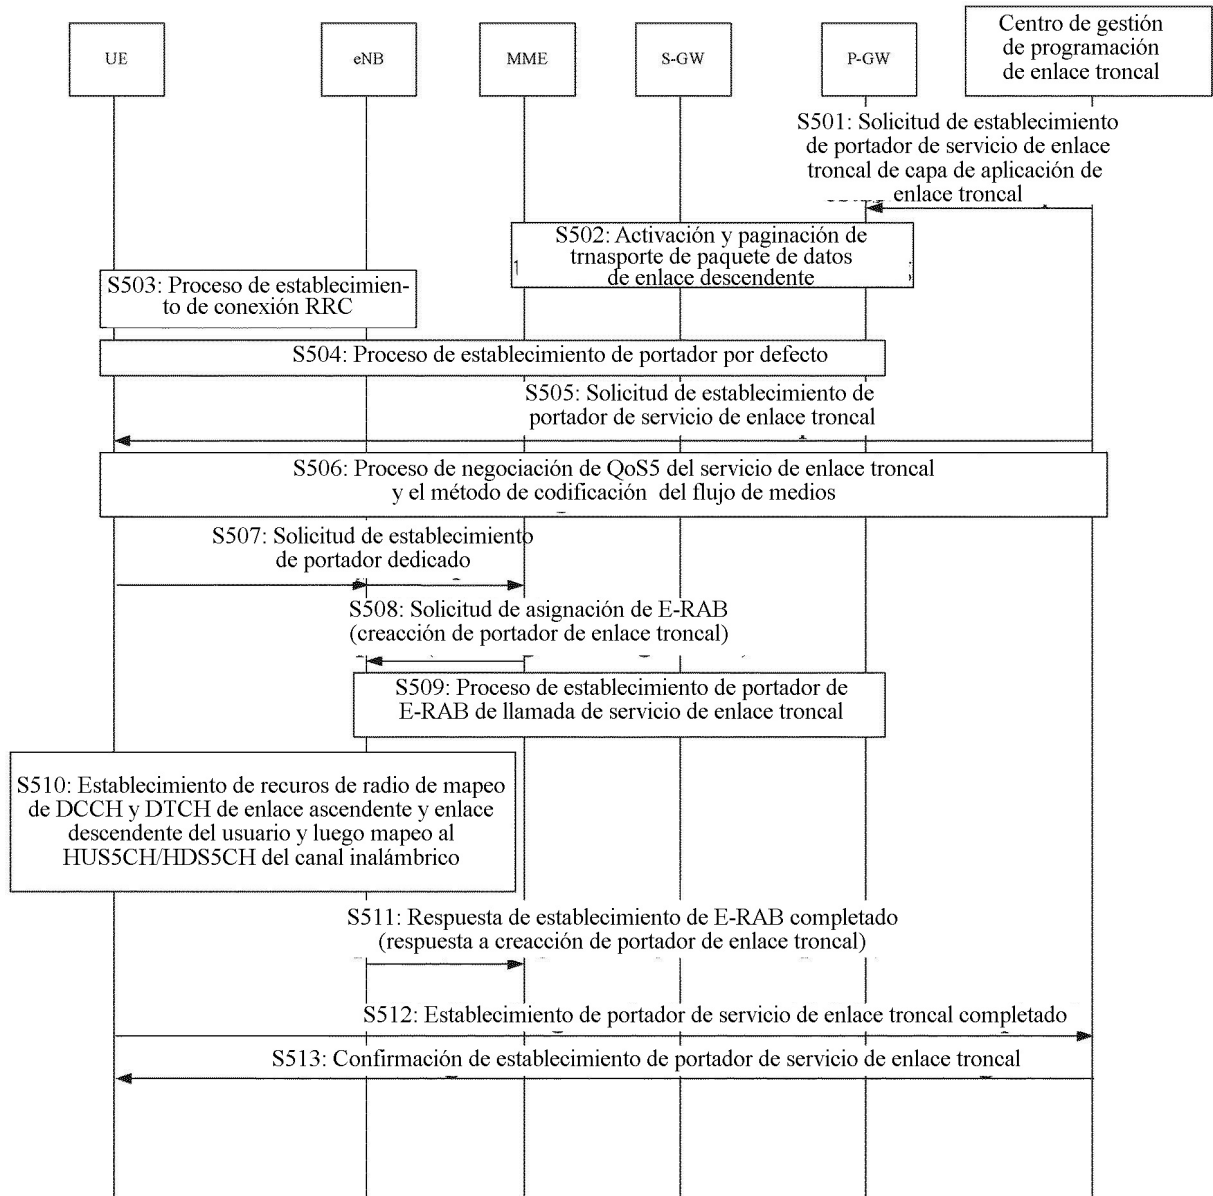 UE
eNB
MME
S-GW
P-GW
Centro de gestión
de programación
de enlace troncal
S501: Solicitud de establecimiento
de portador de servicio de enlace
troncal de capa de aplicación de
enlace troncal
S502: Activación y paginación de
trnasporte de paquete de datos
de enlace descendente
S503: Proceso de establecimien-
to de conexión RRC
S504: Proceso de establecimiento de portador por defecto
S505: Solicitud de establecimiento de
portador de servicio de enlace troncal
S506: Proceso de negociación de QoS5 del servicio de enlace troncal
y el método de codificación del flujo de medios
S507: Solicitud de establecimiento
de portador dedicado
S508: Solicitud de asignación de E-RAB
(creacción de portador de enlace troncal)
S509: Proceso de establecimiento de portador de
E-RAB de llamada de servicio de enlace troncal
S510: Establecimiento de recuros de radio de mapeo
de DCCH y DTCH de enlace ascendente y enlace
descendente del usuario y luego mapeo al
HUS5CH/HDS5CH del canal inalámbrico
S511: Respuesta de establecimiento de E-RAB completado
(respuesta a creacción de portador de enlace troncal)
S512: Establecimiento de portador de servicio de enlace troncal completado
S513: Confirmación de establecimiento de portador de servicio de enlace troncal